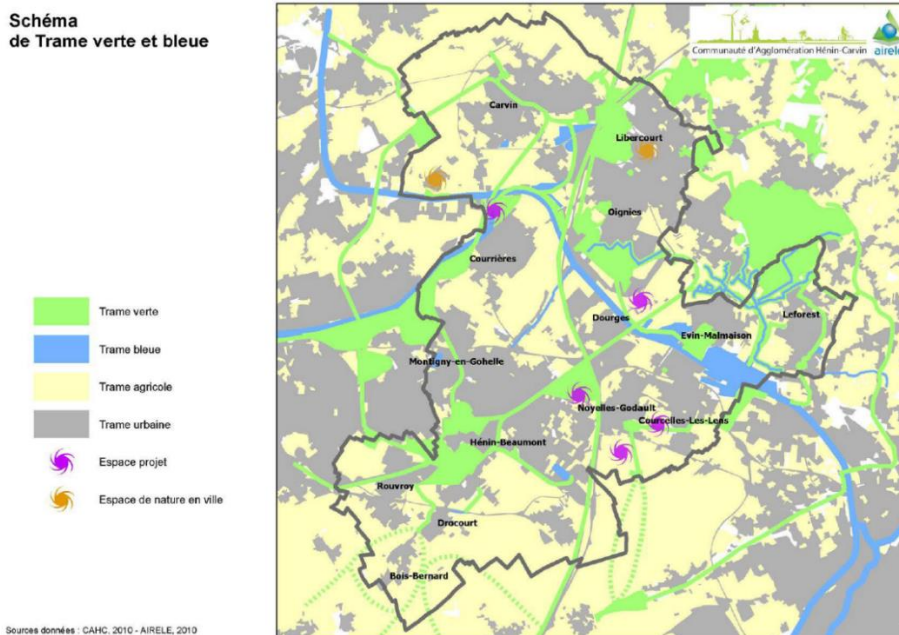 Schéma
de Trame verte et bleue
Communauté d'Agglomération Hénin-Carvin
airele
Carvin
Libercourt
Oignies
Courrières
Dourges
Leforest
Evin-Malmaison
Montigny-en-Gohelle
Noyelles-Godault
Courcelles-Les-Lens
Hénin-Beaumont
Rouvroy
Drocourt
Bois-Bernard
Trame verte
Trame bleue
Trame agricole
Trame urbaine
Espace projet
Espace de nature en ville
Sources données : CAHC, 2010 - AIRELE, 2010